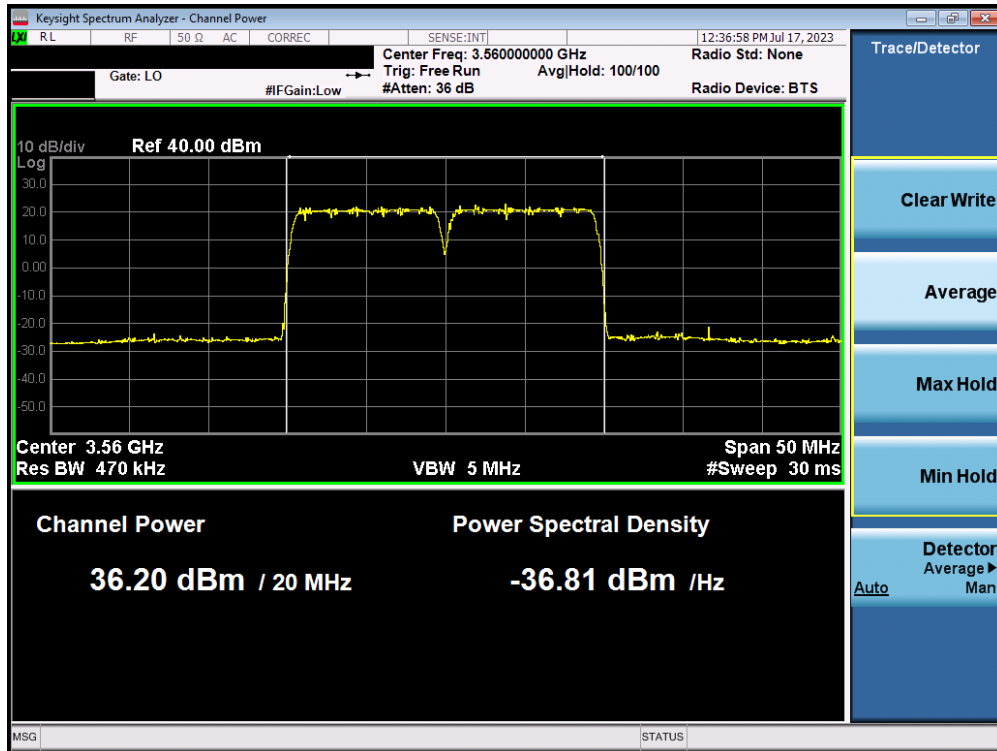 Keysight Spectrum Analyzer - Channel Power
LXI RL RF 50 Ω AC CORREC SENSE:INT 12:36:58 PM Jul 17, 2023
Center Freq: 3.560000000 GHz Radio Std: None
Gate: LO Trig: Free Run Avg|Hold: 100/100
#IFGain:Low #Atten: 36 dB Radio Device: BTS
10 dB/div Ref 40.00 dBm
Log
30.0
20.0
10.0
0.00
-10.0
-20.0
-30.0
-40.0
-50.0
Center 3.56 GHz Span 50 MHz
Res BW 470 kHz VBW 5 MHz #Sweep 30 ms
Channel Power Power Spectral Density
36.20 dBm / 20 MHz -36.81 dBm /Hz
MSG STATUS
Trace/Detector
Clear Write
Average
Max Hold
Min Hold
Detector
Average
Auto Man